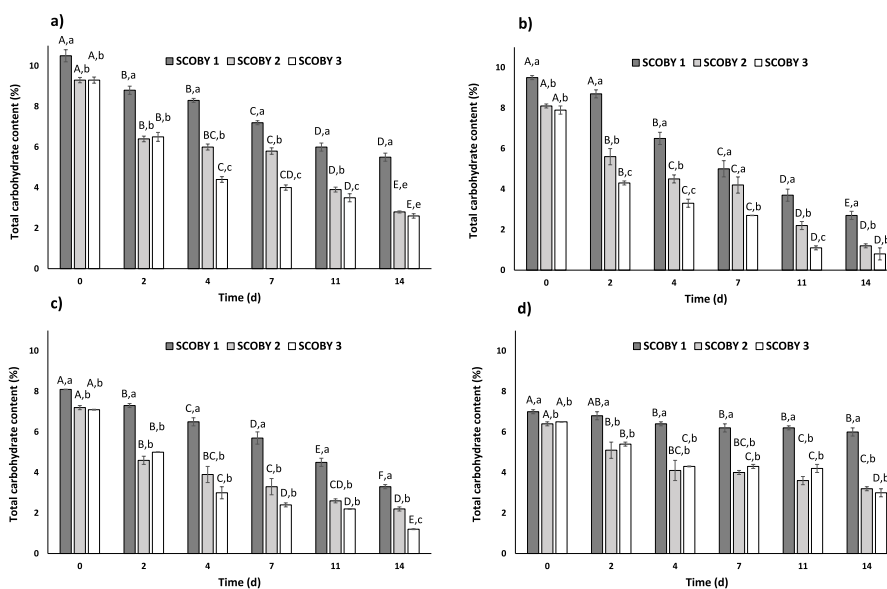 a)
Total carbohydrate content (%)
10
8
6
4
2
0
SCOBY 1 SCOBY 2 SCOBY 3
A,a A,b A,b
B,a B,b B,b
B,a BC,b C,c
C,a C,b CD,c
D,a D,b D,c
D,a E,e E,e
0 2 4 7 11 14
Time (d)
b)
Total carbohydrate content (%)
10
8
6
4
2
0
SCOBY 1 SCOBY 2 SCOBY 3
A,a A,b A,b
A,a B,b B,c
B,a C,b C,c
C,a C,a C,b
D,a D,b D,c
E,a D,b D,b
0 2 4 7 11 14
Time (d)
c)
Total carbohydrate content (%)
10
8
6
4
2
0
SCOBY 1 SCOBY 2 SCOBY 3
A,a A,b A,b
B,a B,b B,b
C,a BC,b C,b
D,a C,b D,b
E,a CD,b D,b
F,a D,b E,c
0 2 4 7 11 14
Time (d)
d)
Total carbohydrate content (%)
10
8
6
4
2
0
SCOBY 1 SCOBY 2 SCOBY 3
A,a A,b A,b
AB,a B,b B,b
B,a BC,b C,b
B,a BC,b C,b
B,a C,b C,b
B,a C,b D,b
0 2 4 7 11 14
Time (d)